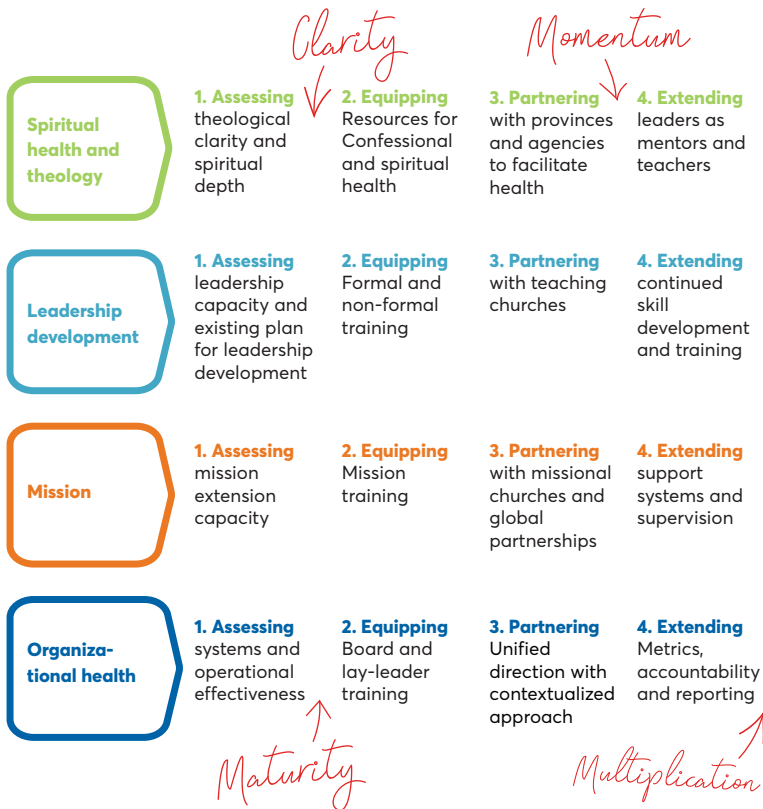 Clarity
Momentum
Spiritual
health and
theology
1. Assessing
theological
clarity and
spiritual
depth
2. Equipping
Resources for
Confessional
and spiritual
health
3. Partnering
with provinces
and agencies
to facilitate
health
4. Extending
leaders as
mentors and
teachers
Leadership
development
1. Assessing
leadership
capacity and
existing plan
for leadership
development
2. Equipping
Formal and
non-formal
training
3. Partnering
with teaching
churches
4. Extending
continued
skill
development
and training
Mission
1. Assessing
mission
extension
capacity
2. Equipping
Mission
training
3. Partnering
with missional
churches and
global
partnerships
4. Extending
support
systems and
supervision
Organiza-
tional health
1. Assessing
systems and
operational
effectiveness
2. Equipping
Board and
lay-leader
training
3. Partnering
Unified
direction with
contextualized
approach
4. Extending
Metrics,
accountability
and reporting
Maturity
Multiplication